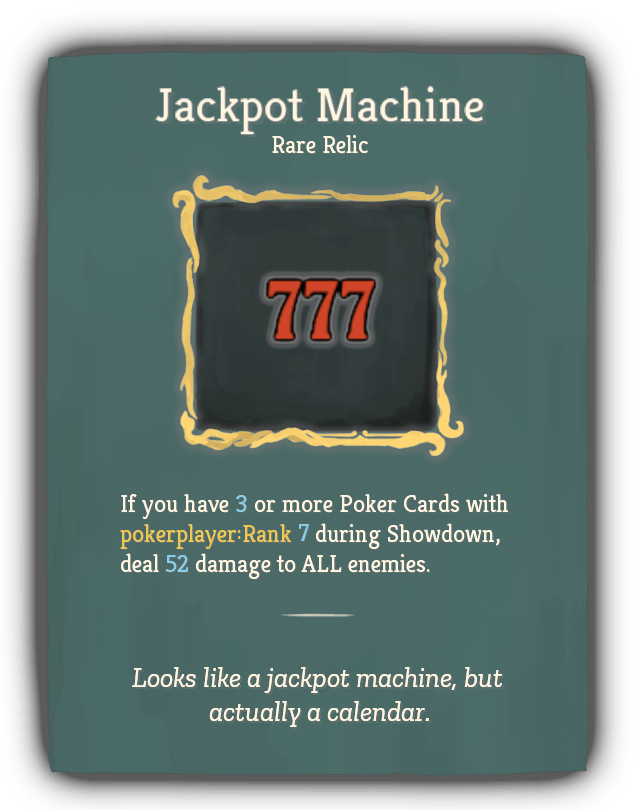 Jackpot Machine
Rare Relic
777
If you have 3 or more Poker Cards with
pokerplayer:Rank 7 during Showdown,
deal 52 damage to ALL enemies.
Looks like a jackpot machine, but
actually a calendar.